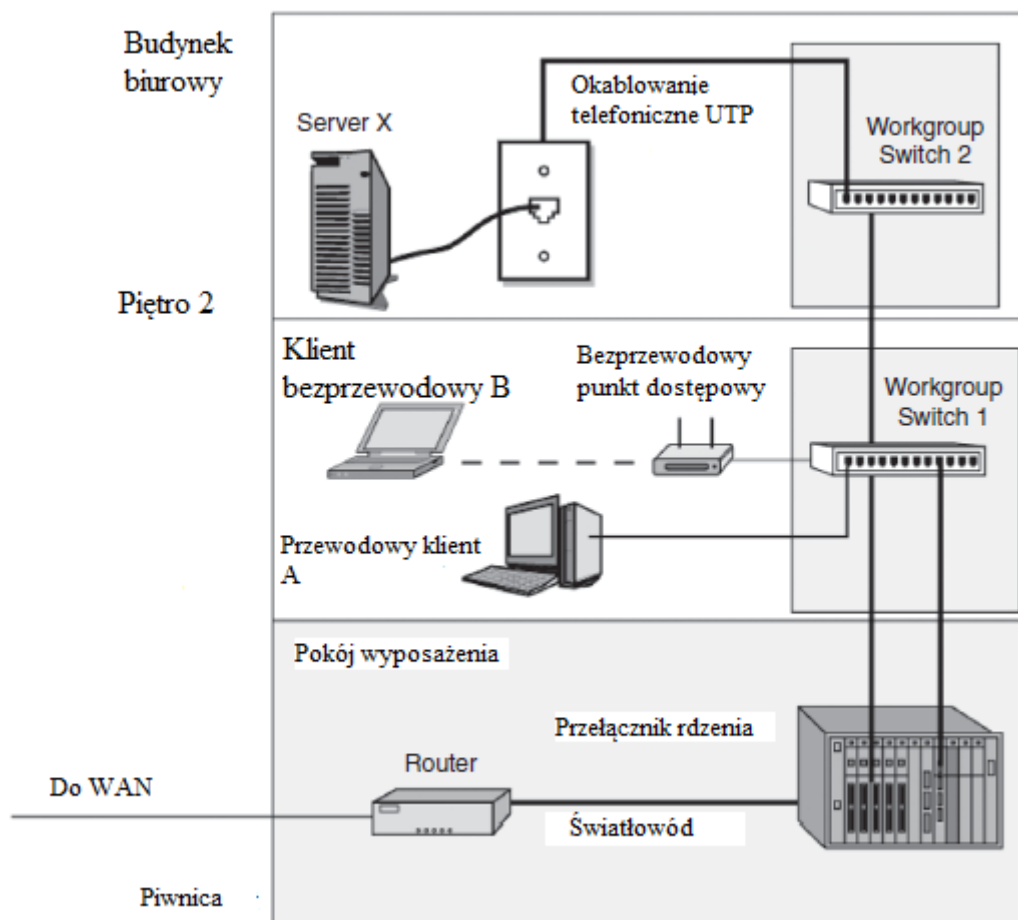 Budynek
biurowy
Server X
Okablowanie
telefoniczne UTP
Workgroup
Switch 2
Piętro 2
Klient
bezprzewodowy B
Bezprzewodowy
punkt dostępowy
Workgroup
Switch 1
Przewodowy klient
A
Pokój wyposażenia
Przełącznik rdzenia
Router
Do WAN
Światłowód
Piwnica